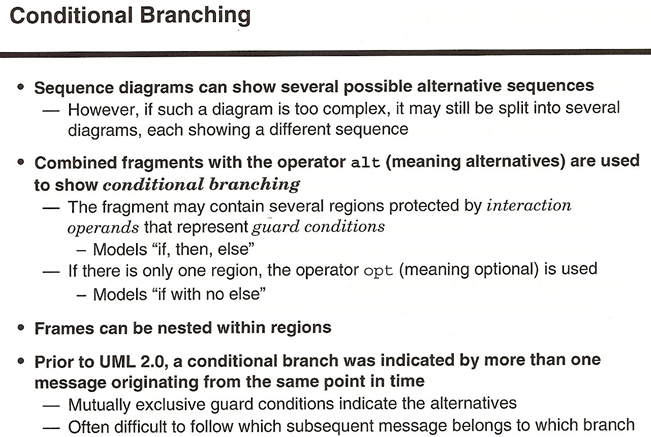 Conditional Branching
• Sequence diagrams can show several possible alternative sequences
— However, if such a diagram is too complex, it may still be split into several
diagrams, each showing a different sequence
• Combined fragments with the operator alt (meaning alternatives) are used
to show conditional branching
— The fragment may contain several regions protected by interaction
operands that represent guard conditions
– Models “if, then, else”
— If there is only one region, the operator opt (meaning optional) is used
– Models “if with no else”
• Frames can be nested within regions
• Prior to UML 2.0, a conditional branch was indicated by more than one
message originating from the same point in time
— Mutually exclusive guard conditions indicate the alternatives
— Often difficult to follow which subsequent message belongs to which branch